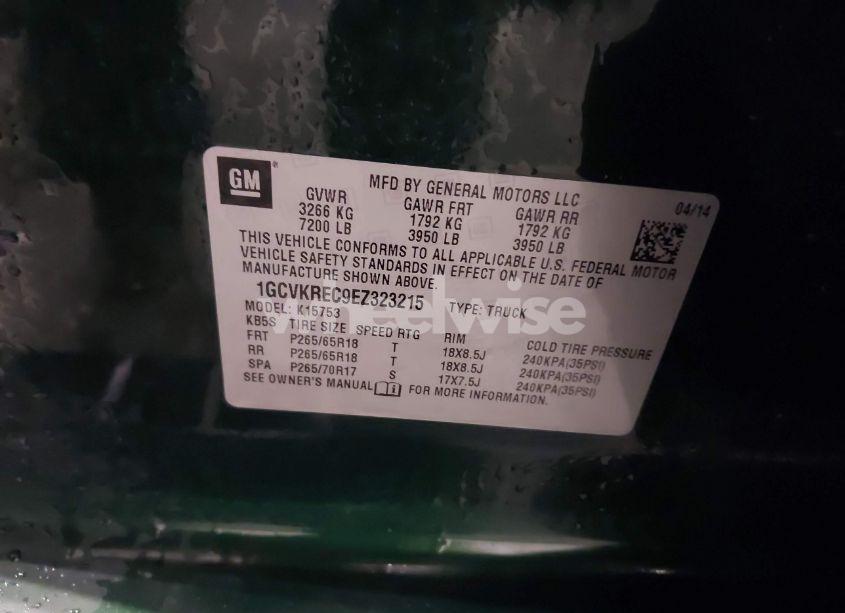 GM
MFD BY GENERAL MOTORS LLC
04/14
GVWR GAWR FRT GAWR RR
3266 KG 1792 KG 1792 KG
7200 LB 3950 LB 3950 LB
THIS VEHICLE CONFORMS TO ALL APPLICABLE U.S. FEDERAL MOTOR
VEHICLE SAFETY STANDARDS IN EFFECT ON THE DATE OF
MANUFACTURE SHOWN ABOVE.
1GCVKREC9EZ323215 TYPE: TRUCK
MODEL: K15753
KB5S TIRE SIZE SPEED RTG RIM COLD TIRE PRESSURE
FRT P265/65R18 T 18X8.5J 240KPA(35PSI)
RR P265/65R18 T 18X8.5J 240KPA(35PSI)
SPA P265/70R17 S 17X7.5J 240KPA(35PSI)
SEE OWNER'S MANUAL FOR MORE INFORMATION.
wheelwise